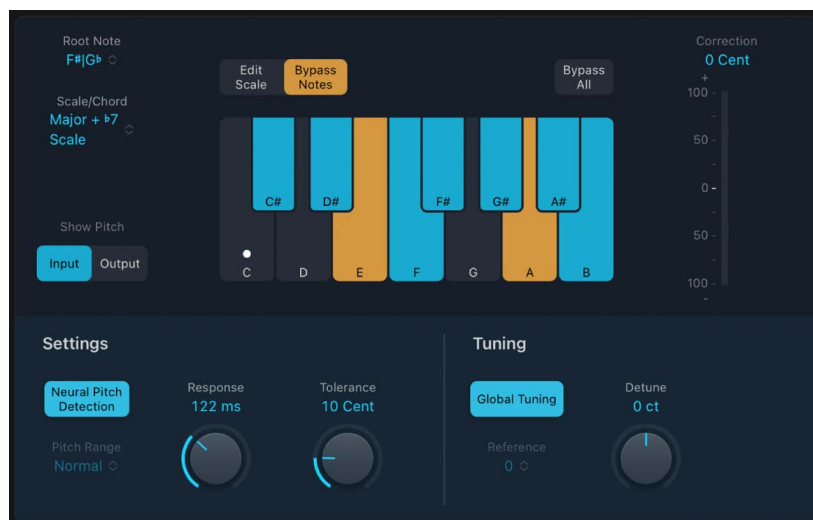 Root Note
F#|G♭
Scale/Chord
Major + ♭7
Scale
Show Pitch
Input
Output
Edit
Scale
Bypass
Notes
Bypass
All
C#
D#
F#
G#
A#
C
D
E
F
G
A
B
Correction
0 Cent
+
100
50
0
50
100
-
Settings
Neural Pitch
Detection
Pitch Range
Normal
Response
122 ms
Tolerance
10 Cent
Tuning
Global Tuning
Reference
0
Detune
0 ct